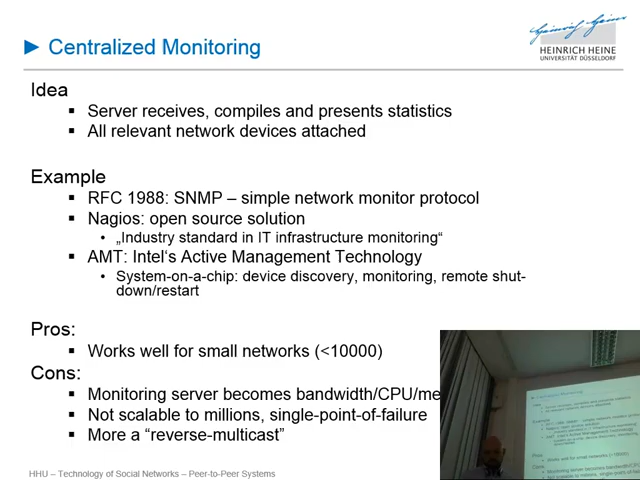 ► Centralized Monitoring
Heinrich Heine
HEINRICH HEINE
UNIVERSITÄT DÜSSELDORF
Idea
▪ Server receives, compiles and presents statistics
▪ All relevant network devices attached
Example
▪ RFC 1988: SNMP – simple network monitor protocol
▪ Nagios: open source solution
• „Industry standard in IT infrastructure monitoring“
▪ AMT: Intel‘s Active Management Technology
• System-on-a-chip: device discovery, monitoring, remote shut-
down/restart
Pros:
▪ Works well for small networks (<10000)
Cons:
▪ Monitoring server becomes bandwidth/CPU/me
▪ Not scalable to millions, single-point-of-failure
▪ More a “reverse-multicast”
HHU – Technology of Social Networks – Peer-to-Peer Systems